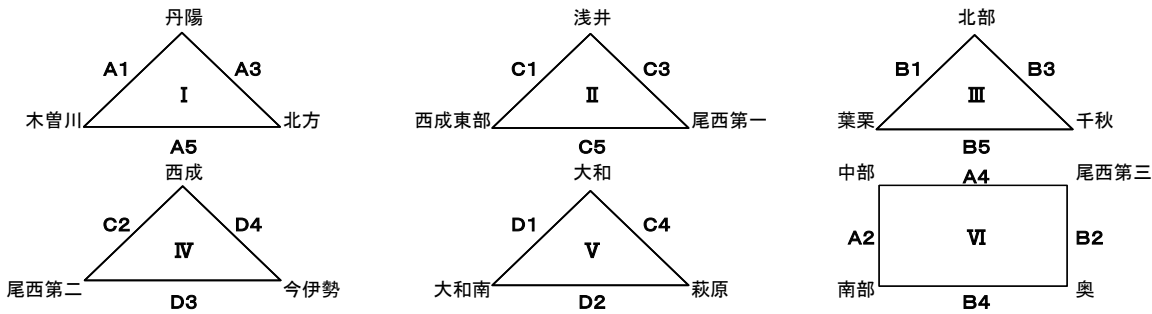 丹陽
A1
A3
Ⅰ
木曽川
北方
A5
浅井
C1
C3
Ⅱ
西成東部
尾西第一
C5
北部
B1
B3
Ⅲ
葉栗
千秋
B5
西成
C2
D4
Ⅳ
尾西第二
今伊勢
D3
大和
D1
C4
Ⅴ
大和南
萩原
D2
中部
尾西第三
A4
A2
Ⅵ
B2
南部
奥
B4